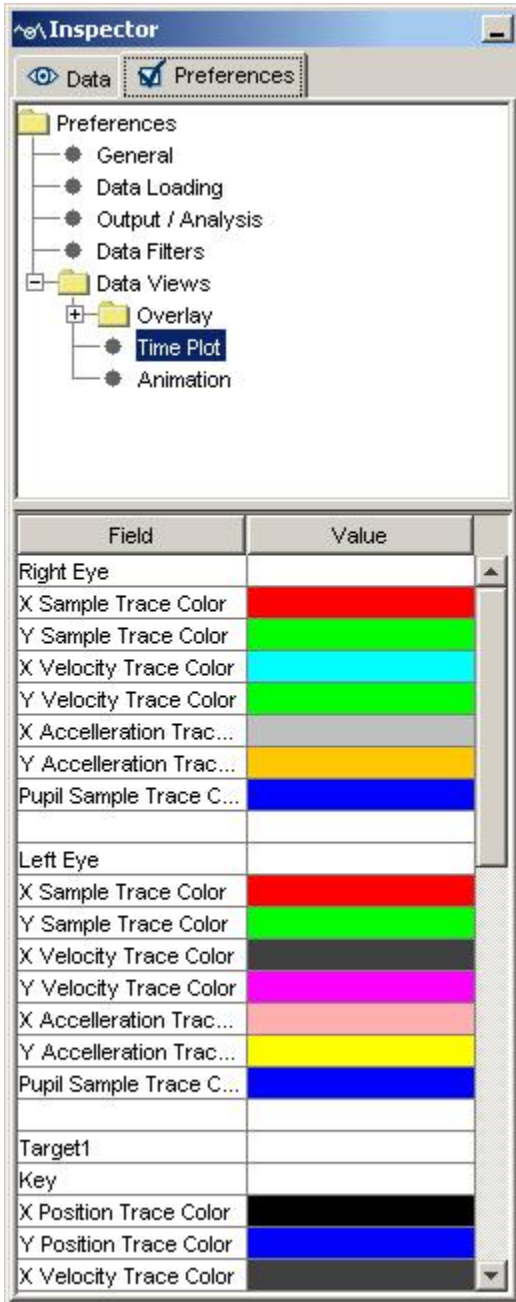 Inspector
Data Preferences
Preferences
General
Data Loading
Output / Analysis
Data Filters
Data Views
Overlay
Time Plot
Animation
Field Value
Right Eye
X Sample Trace Color
Y Sample Trace Color
X Velocity Trace Color
Y Velocity Trace Color
X Accelleration Trac...
Y Accelleration Trac...
Pupil Sample Trace C...
Left Eye
X Sample Trace Color
Y Sample Trace Color
X Velocity Trace Color
Y Velocity Trace Color
X Accelleration Trac...
Y Accelleration Trac...
Pupil Sample Trace C...
Target1
Key
X Position Trace Color
Y Position Trace Color
X Velocity Trace Color